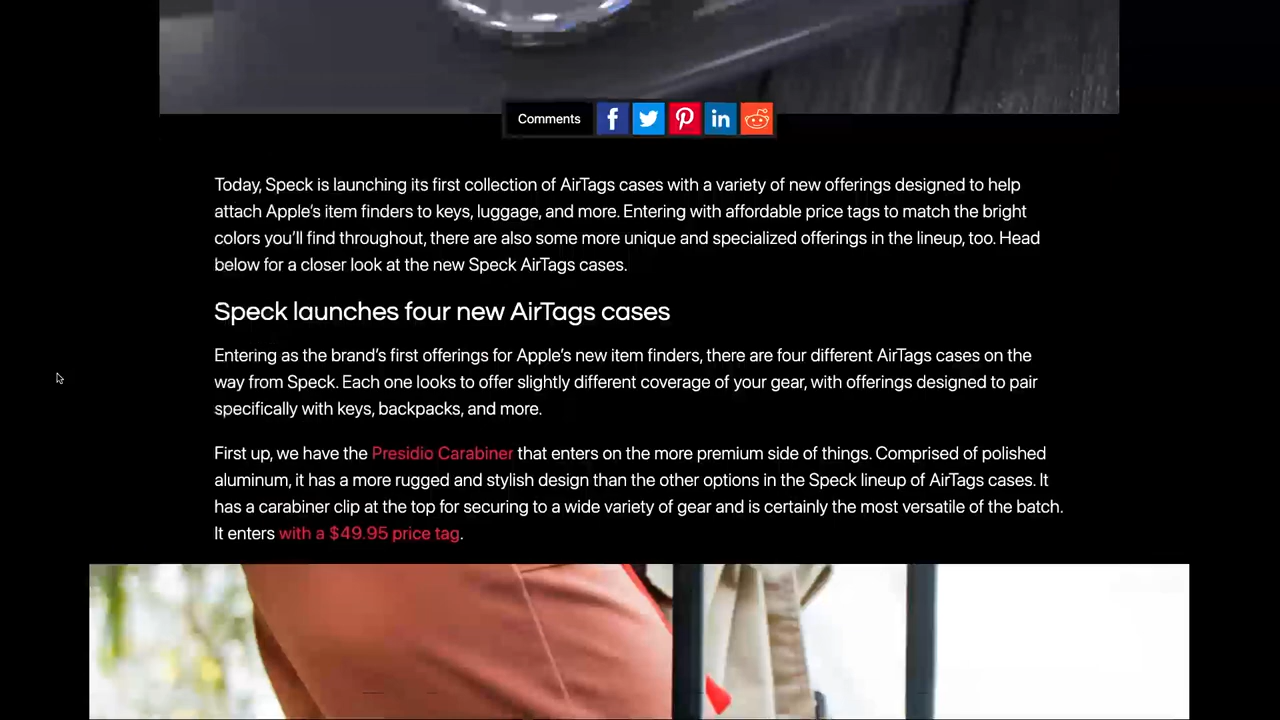 Comments
Today, Speck is launching its first collection of AirTags cases with a variety of new offerings designed to help
attach Apple's item finders to keys, luggage, and more. Entering with affordable price tags to match the bright
colors you'll find throughout, there are also some more unique and specialized offerings in the lineup, too. Head
below for a closer look at the new Speck AirTags cases.
Speck launches four new AirTags cases
Entering as the brand's first offerings for Apple's new item finders, there are four different AirTags cases on the
way from Speck. Each one looks to offer slightly different coverage of your gear, with offerings designed to pair
specifically with keys, backpacks, and more.
First up, we have the Presidio Carabiner that enters on the more premium side of things. Comprised of polished
aluminum, it has a more rugged and stylish design than the other options in the Speck lineup of AirTags cases. It
has a carabiner clip at the top for securing to a wide variety of gear and is certainly the most versatile of the batch.
It enters with a $49.95 price tag.